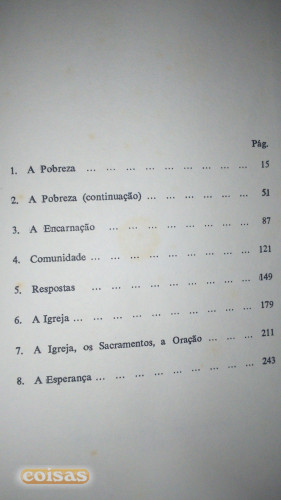 Pág.
1. A Pobreza ... ... ... ... ... ... ... ... ... 15
2. A Pobreza (continuação) ... ... ... ... ... ... 51
3. A Encarnação ... ... ... ... ... ... ... ... 87
4. Comunidade ... ... ... ... ... ... ... ... ... 121
5. Respostas ... ... ... ... ... ... ... ... ... 149
6. A Igreja ... ... ... ... ... ... ... ... ... 179
7. A Igreja, os Sacramentos, a Oração ... ... ... 211
8. A Esperança ... ... ... ... ... ... ... ... ... 243
coisas